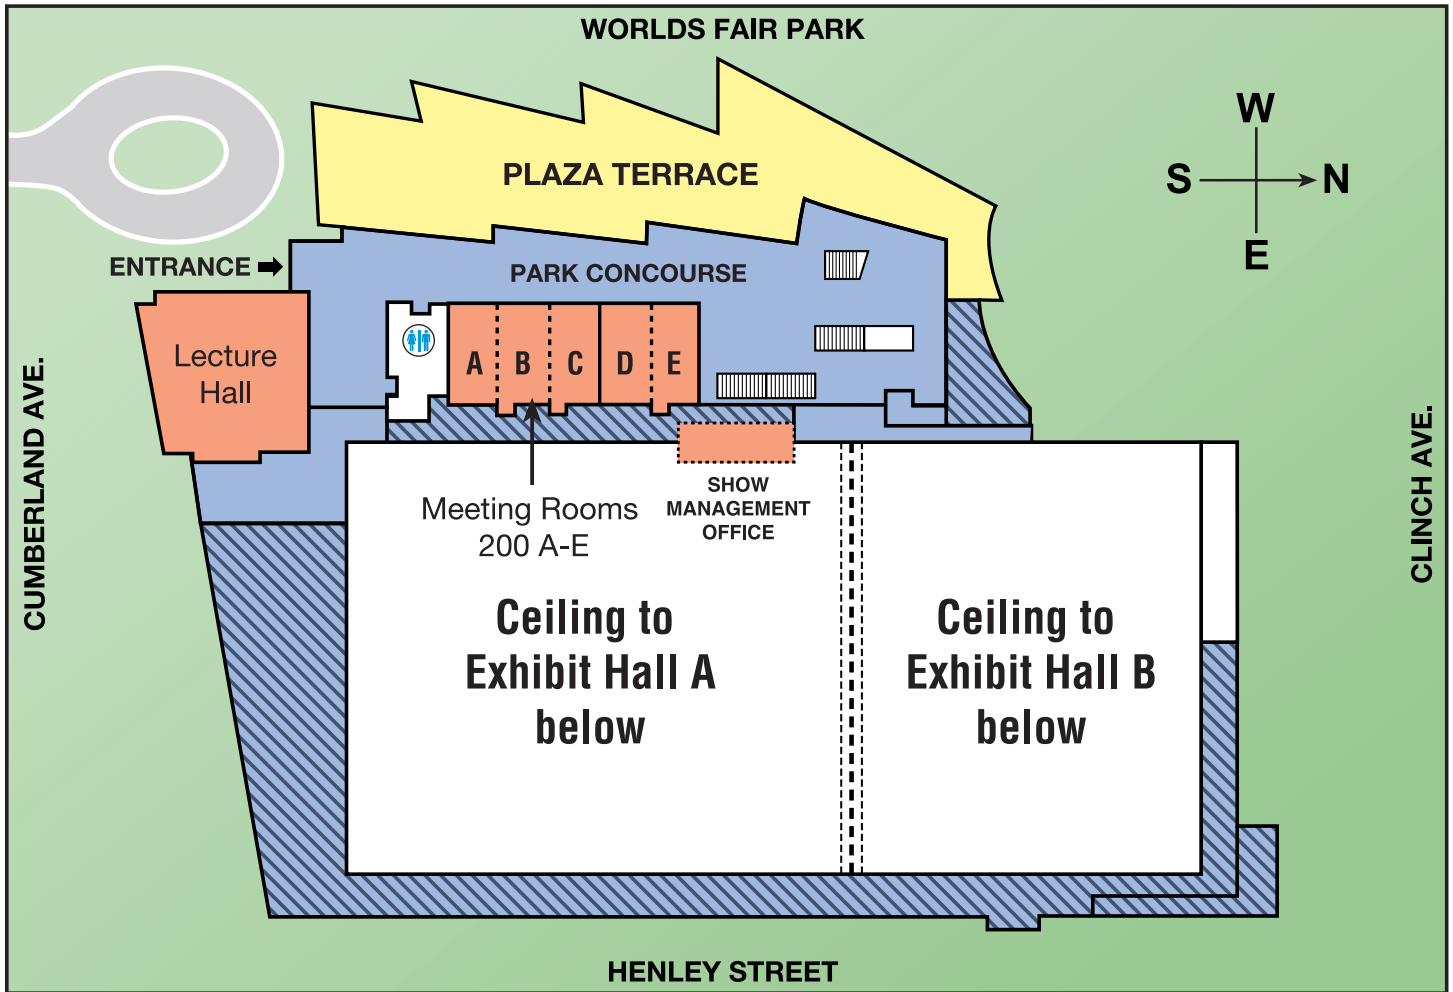 WORLDS FAIR PARK
W
S
N
E
PLAZA TERRACE
ENTRANCE
PARK CONCOURSE
Lecture
Hall
A
B
C
D
E
CUMBERLAND AVE.
CLINCH AVE.
SHOW
MANAGEMENT
OFFICE
Meeting Rooms
200 A-E
Ceiling to
Exhibit Hall A
below
Ceiling to
Exhibit Hall B
below
HENLEY STREET